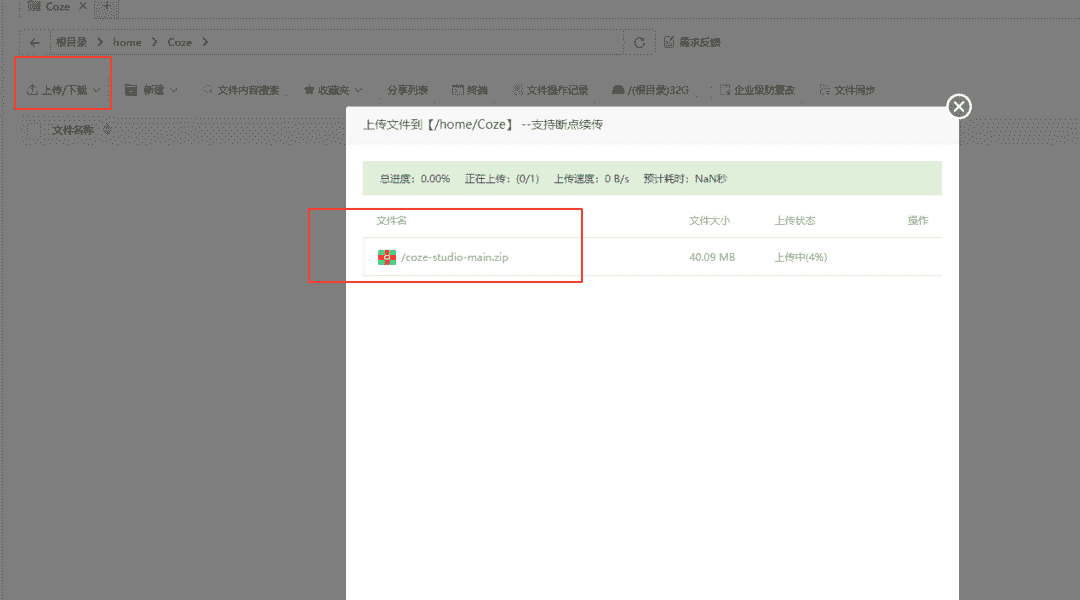 Coze
根目录 > home > Coze > 需求反馈
上传/下载 新建 文件内容搜索 收藏夹 分享列表 终端 文件操作记录 /(根目录)32G 企业级防篡改 文件同步
文件名称
上传文件到【/home/Coze】 --支持断点续传
总进度：0.00% 正在上传：(0/1) 上传速度：0 B/s 预计耗时：NaN秒
文件名 文件大小 上传状态 操作
/coze-studio-main.zip 40.09 MB 上传中(4%)